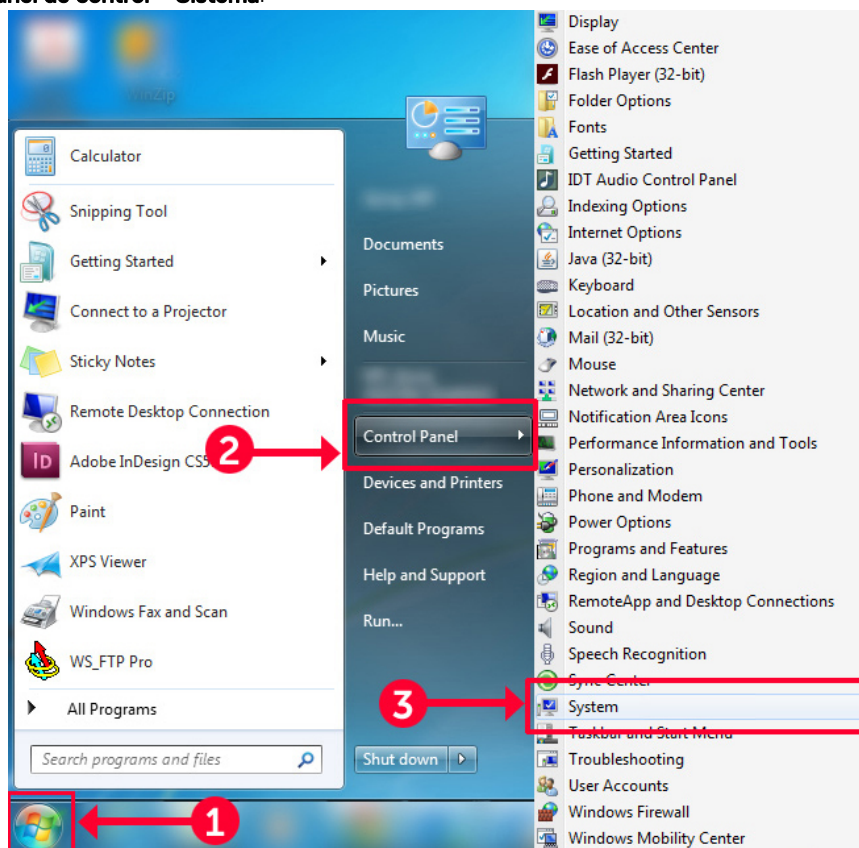 WinZip
Calculator
Snipping Tool
Getting Started
Connect to a Projector
Sticky Notes
Remote Desktop Connection
Adobe InDesign CS5
Paint
XPS Viewer
Windows Fax and Scan
WS_FTP Pro
All Programs
Search programs and files
1
Documents
Pictures
Music
2
Control Panel
Devices and Printers
Default Programs
Help and Support
Run...
3
Shut down
Display
Ease of Access Center
Flash Player (32-bit)
Folder Options
Fonts
Getting Started
IDT Audio Control Panel
Indexing Options
Internet Options
Java (32-bit)
Keyboard
Location and Other Sensors
Mail (32-bit)
Mouse
Network and Sharing Center
Notification Area Icons
Performance Information and Tools
Personalization
Phone and Modem
Power Options
Programs and Features
Region and Language
RemoteApp and Desktop Connections
Sound
Speech Recognition
Sync Center
System
Taskbar and Start Menu
Troubleshooting
User Accounts
Windows Firewall
Windows Mobility Center